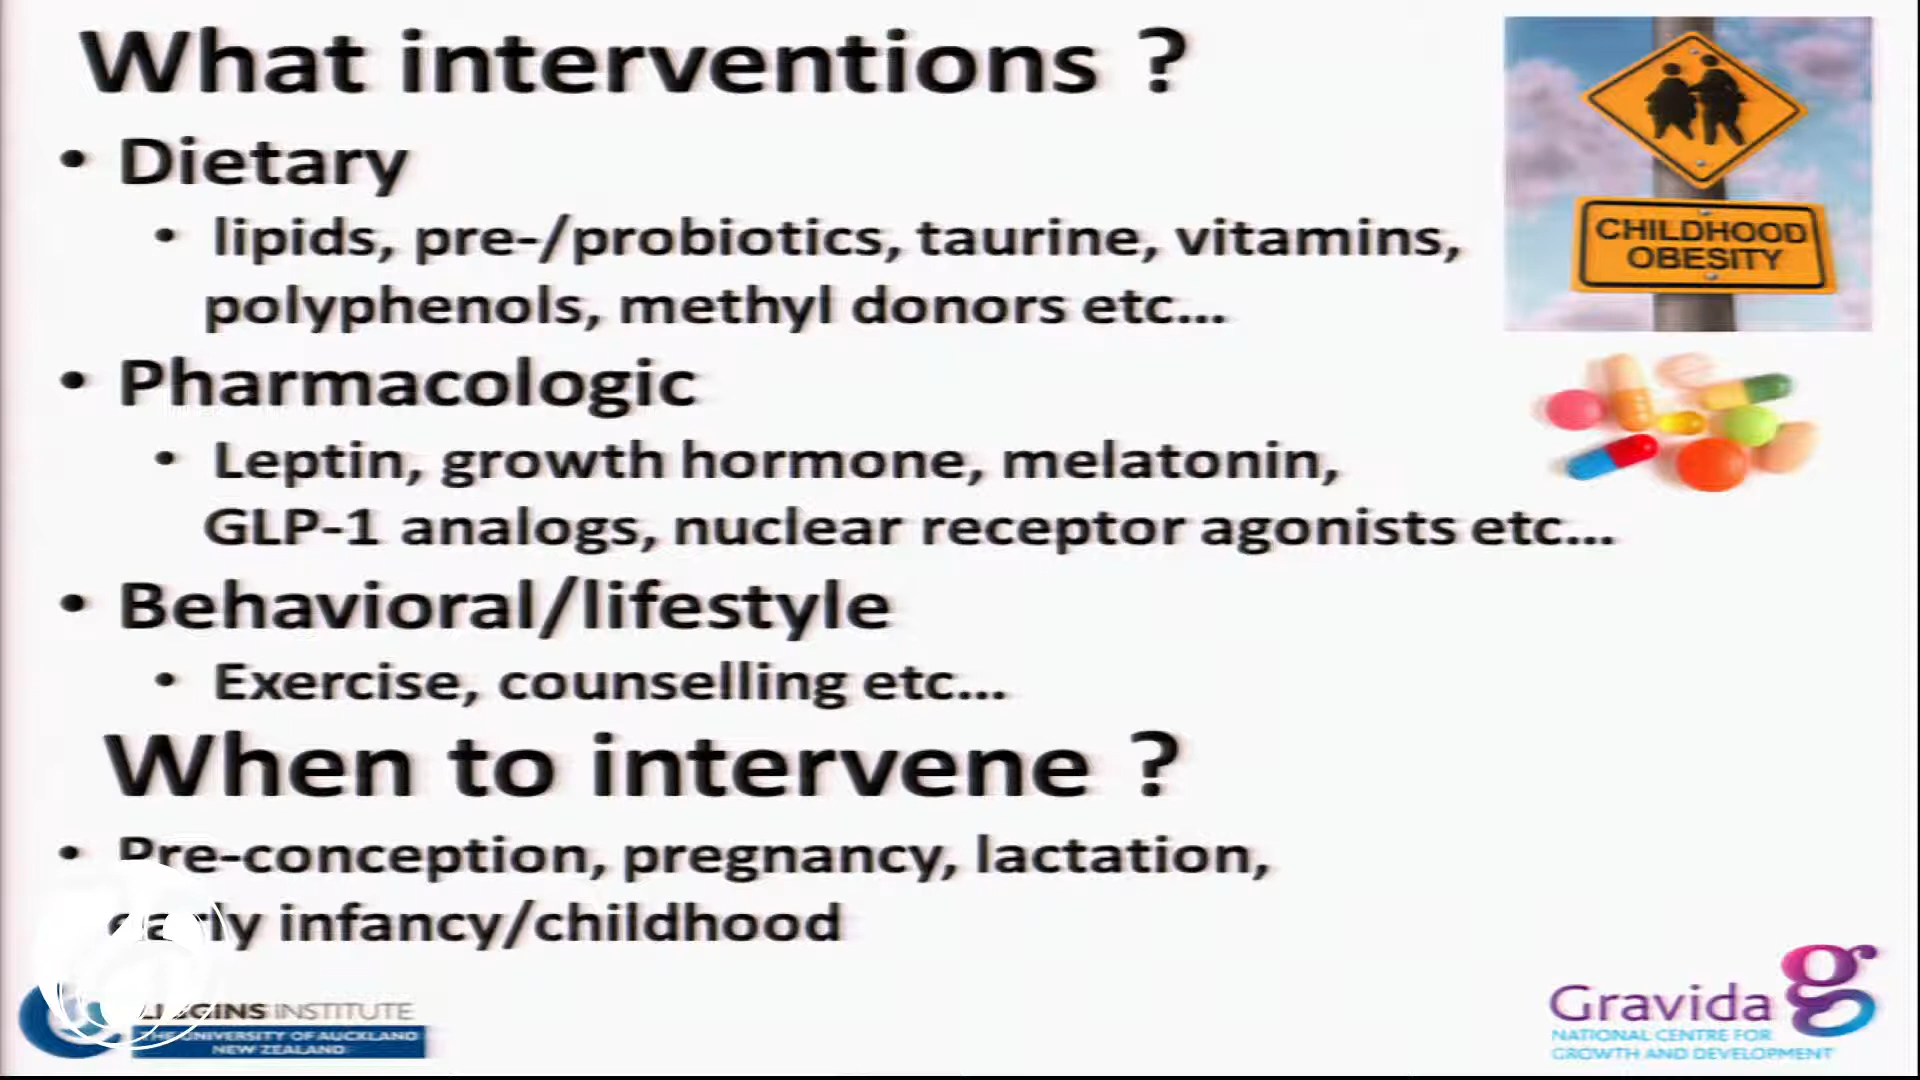 What interventions ?
• Dietary
• lipids, pre-/probiotics, taurine, vitamins,
polyphenols, methyl donors etc...
• Pharmacologic
• Leptin, growth hormone, melatonin,
GLP-1 analogs, nuclear receptor agonists etc...
• Behavioral/lifestyle
• Exercise, counselling etc...
When to intervene ?
• Pre-conception, pregnancy, lactation,
early infancy/childhood
CHILDHOOD
OBESITY
LIGGINS INSTITUTE
THE UNIVERSITY OF AUCKLAND
NEW ZEALAND
Gravida
NATIONAL CENTRE FOR
GROWTH AND DEVELOPMENT